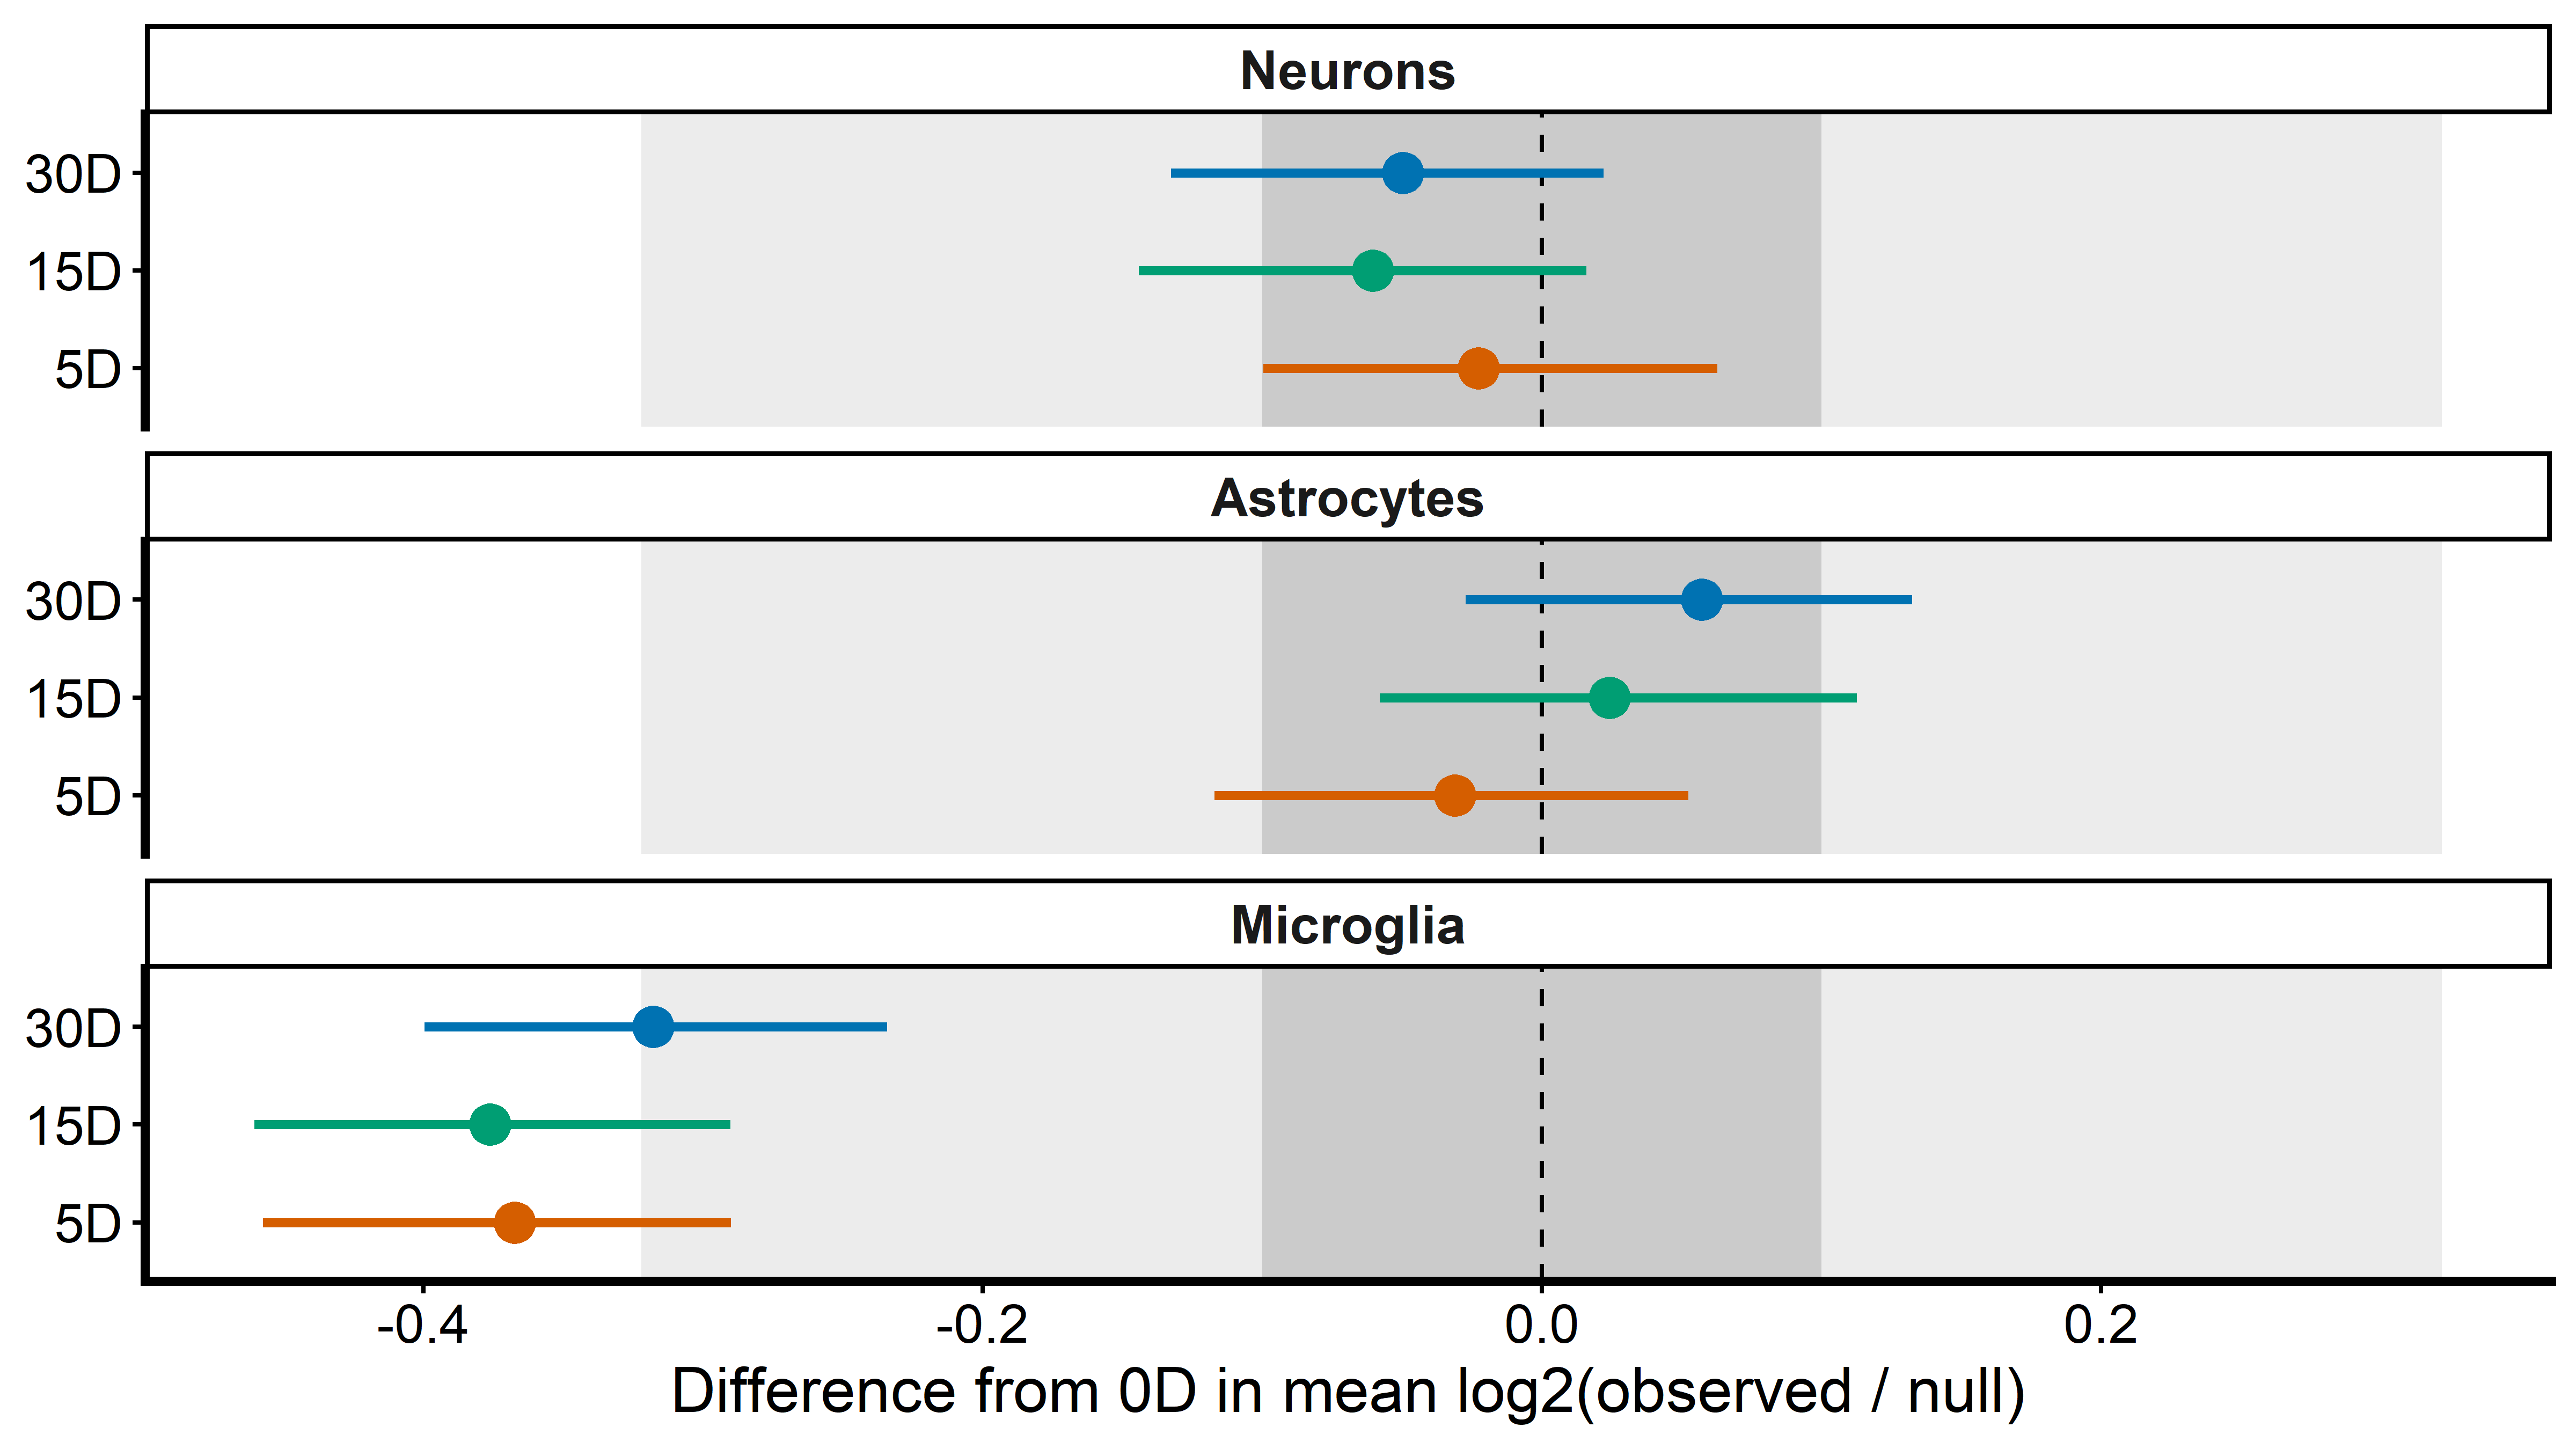 Neurons
30D
15D
5D
Astrocytes
30D
15D
5D
Microglia
30D
15D
5D
-0.4 -0.2 0.0 0.2
Difference from 0D in mean log2(observed / null)